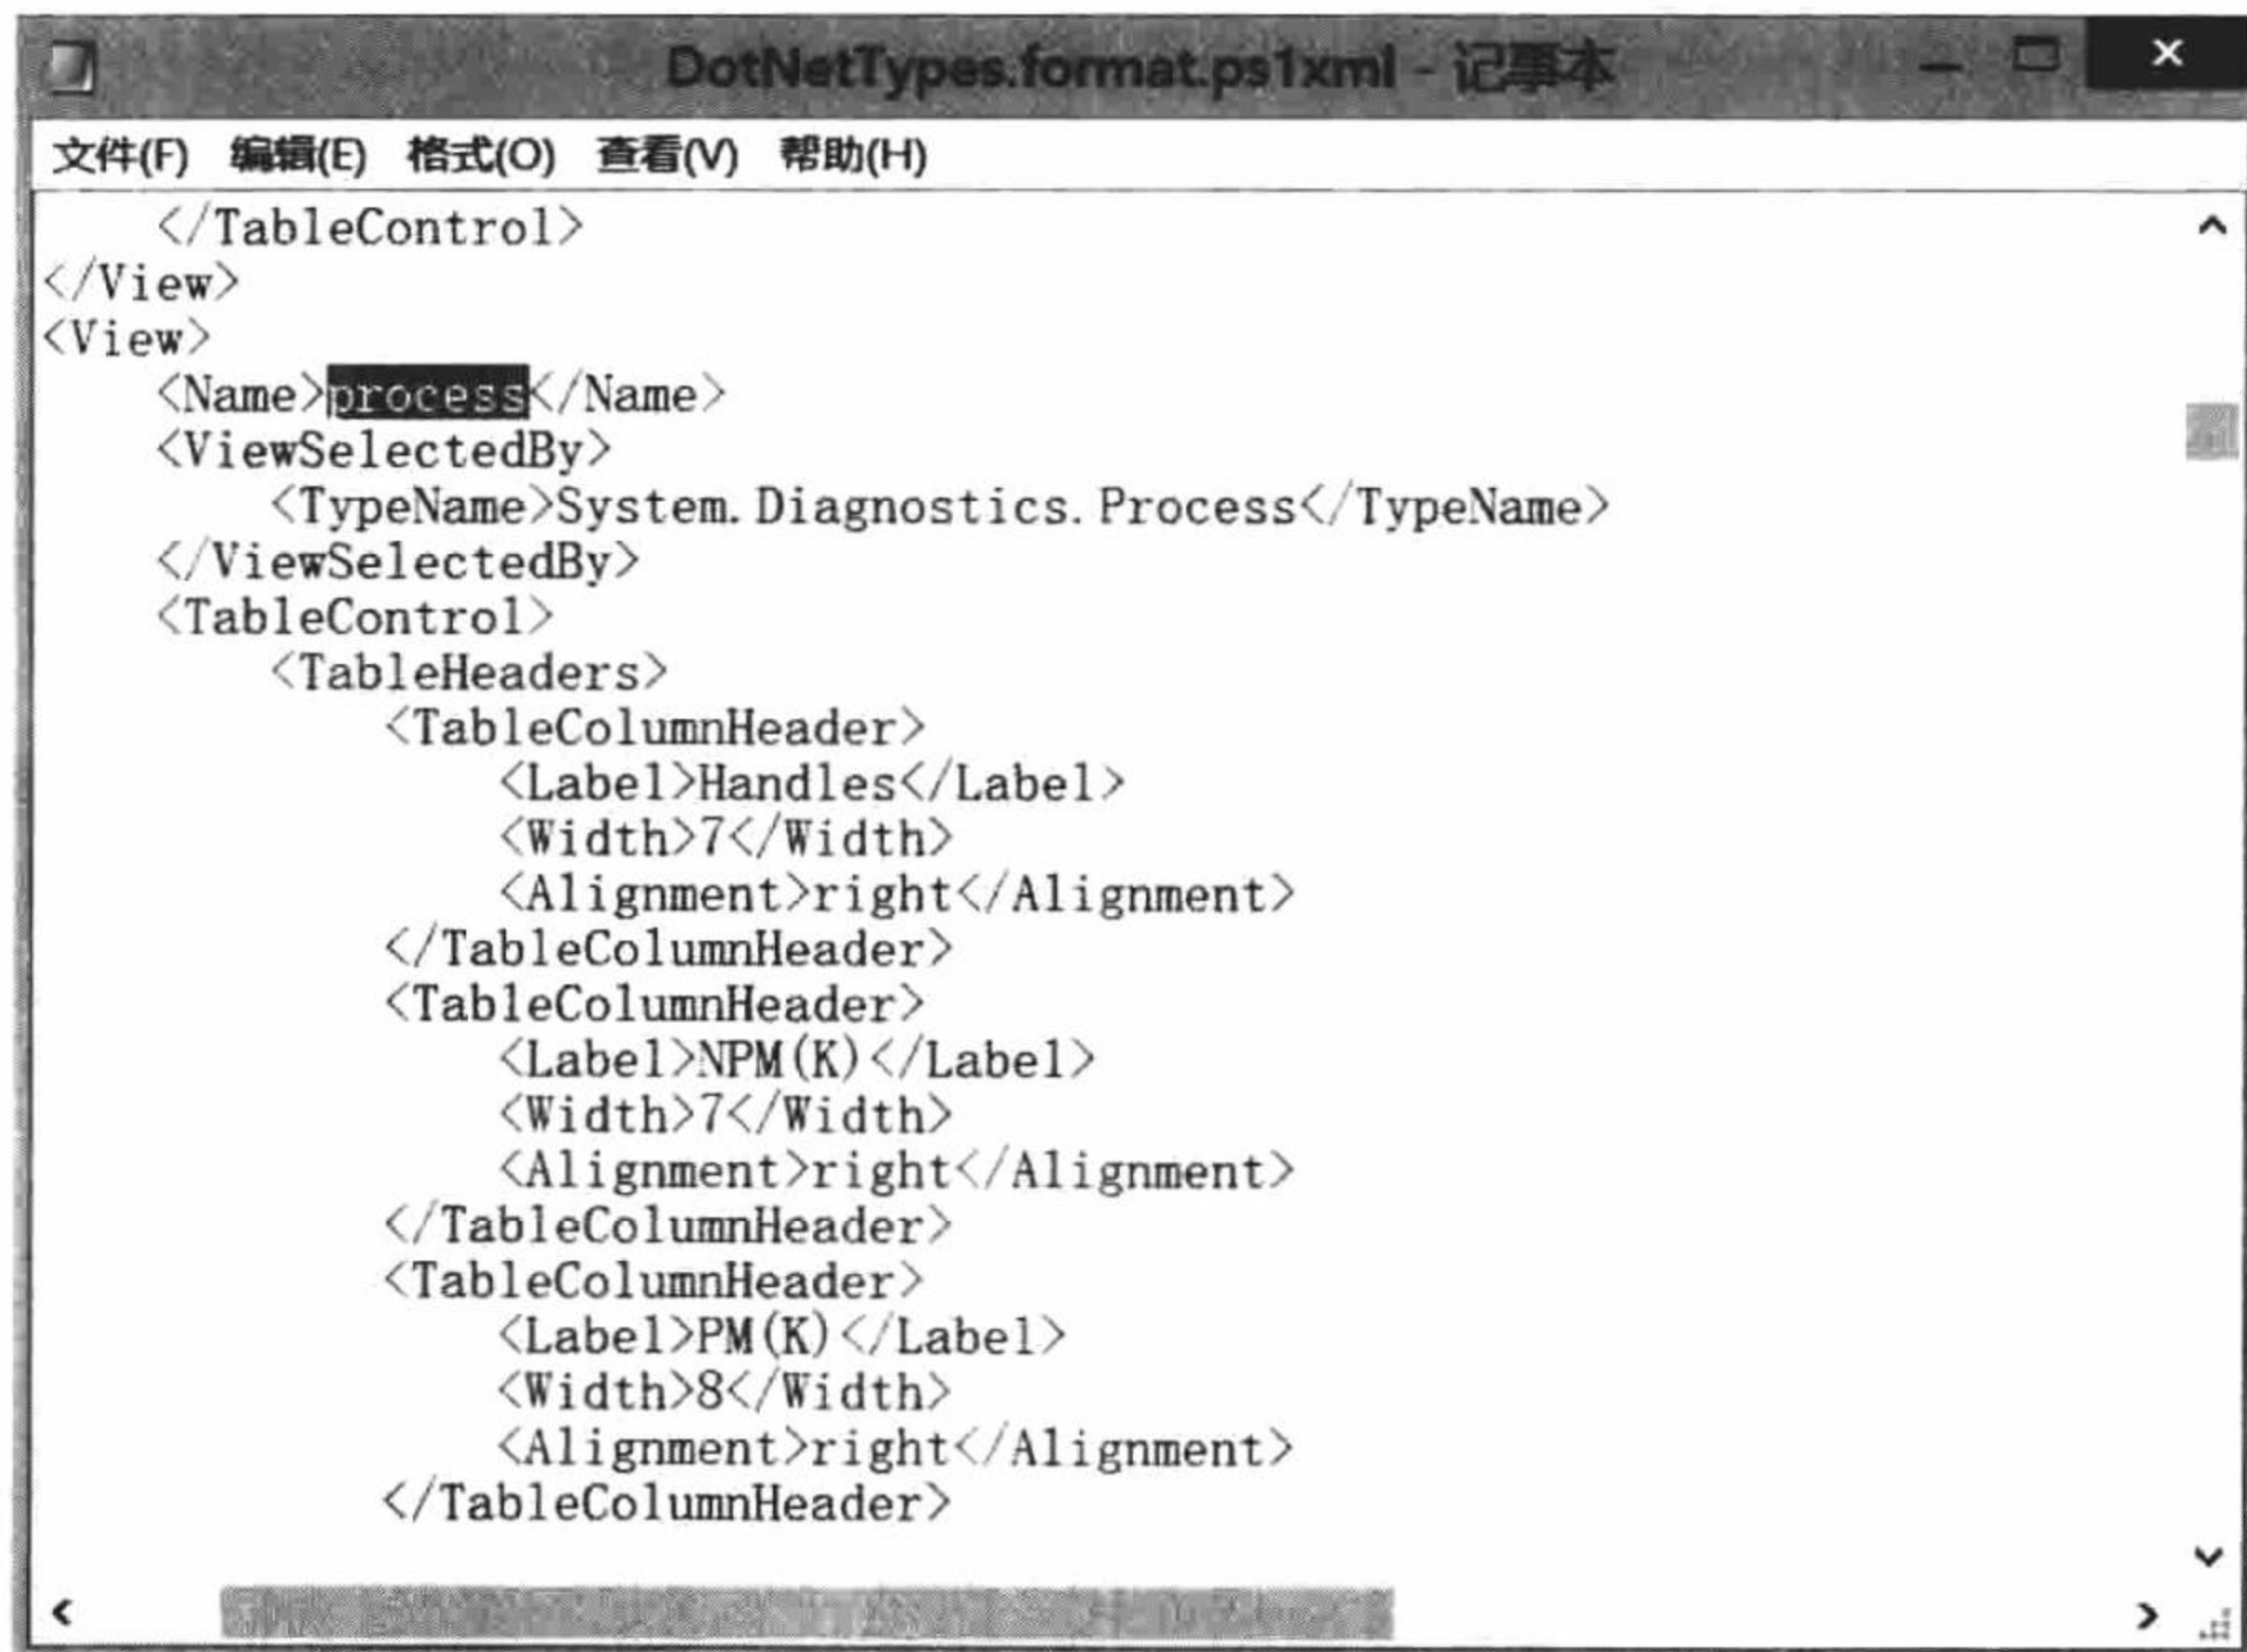 DotNetTypes.format.ps1xml - 记事本
文件(F) 编辑(E) 格式(O) 查看(V) 帮助(H)
</TableControl>
</View>
<View>
<Name>process</Name>
<ViewSelectedBy>
<TypeName>System.Diagnostics.Process</TypeName>
</ViewSelectedBy>
<TableControl>
<TableHeaders>
<TableColumnHeader>
<Label>Handles</Label>
<Width>7</Width>
<Alignment>right</Alignment>
</TableColumnHeader>
<TableColumnHeader>
<Label>NPM(K)</Label>
<Width>7</Width>
<Alignment>right</Alignment>
</TableColumnHeader>
<TableColumnHeader>
<Label>PM(K)</Label>
<Width>8</Width>
<Alignment>right</Alignment>
</TableColumnHeader>